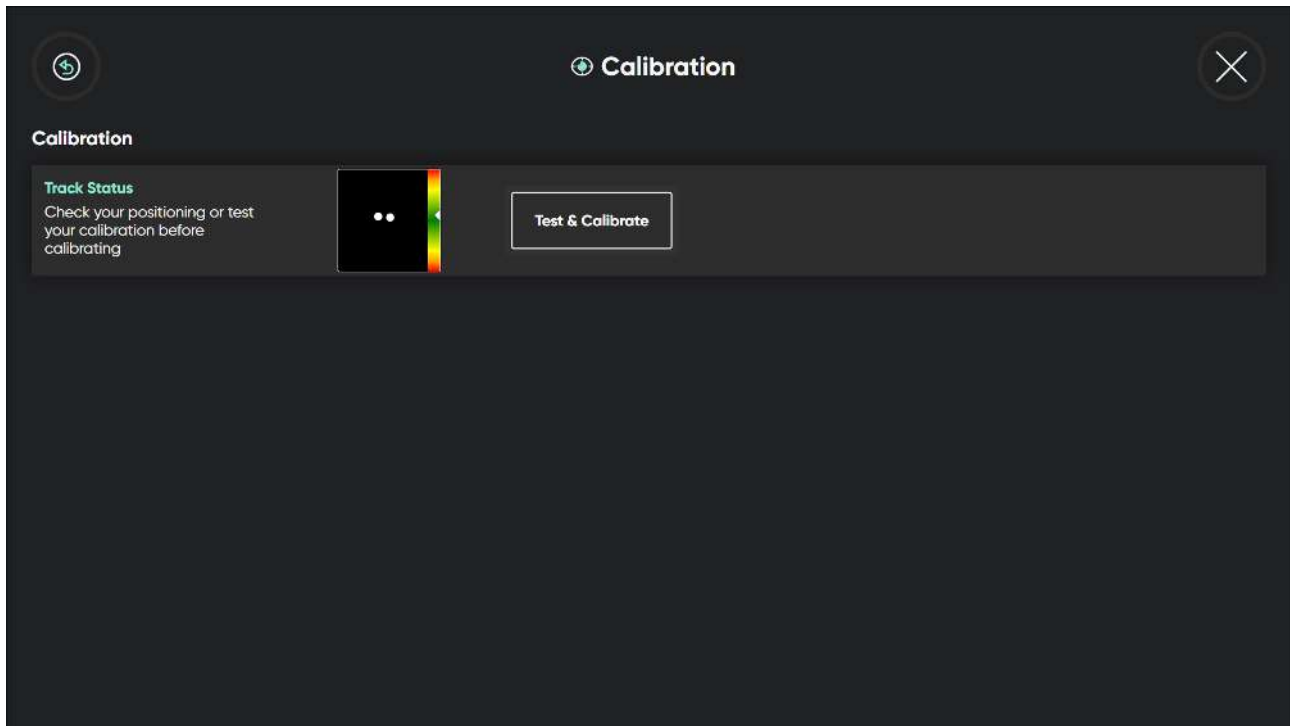 Calibration
Calibration
Track Status
Check your positioning or test
your calibration before
calibrating
Test & Calibrate